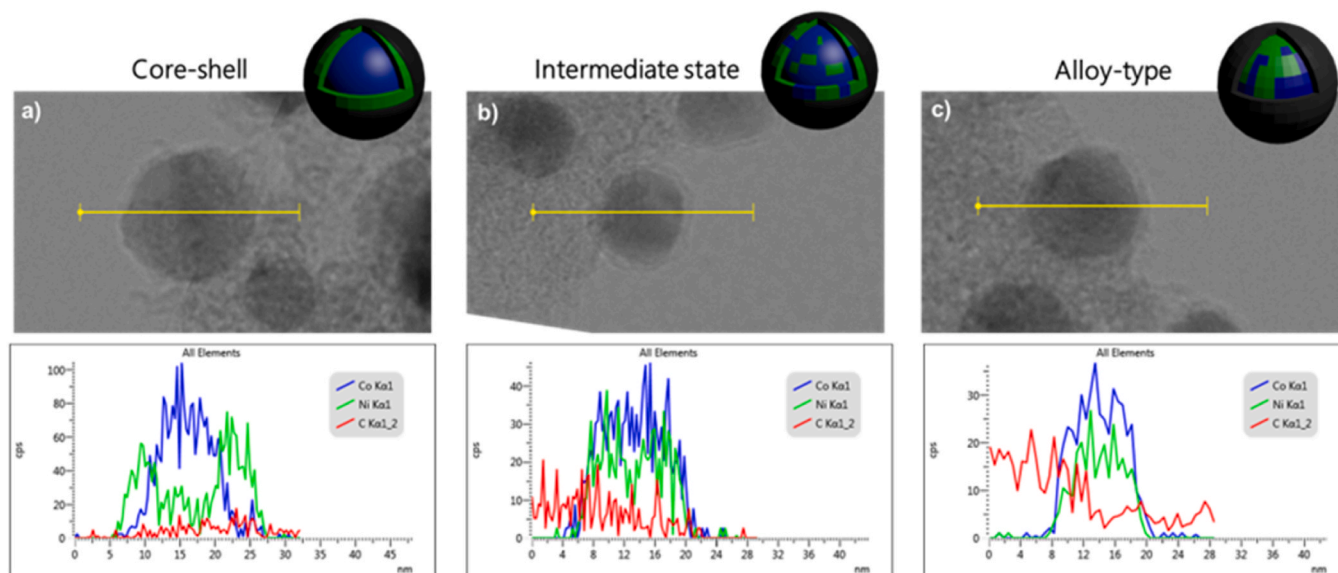 Core-shell
Intermediate state
Alloy-type
a)
b)
c)
All Elements
Co Kα1
Ni Kα1
C Kα1_2
cps
100
80
60
40
20
0
0 5 10 15 20 25 30 35 40 45
nm
All Elements
Co Kα1
Ni Kα1
C Kα1_2
cps
40
30
20
10
0
0 4 8 12 16 20 24 28 32 36 40
nm
All Elements
Co Kα1
Ni Kα1
C Kα1_2
cps
30
20
10
0
0 4 8 12 16 20 24 28 32 36 40
nm